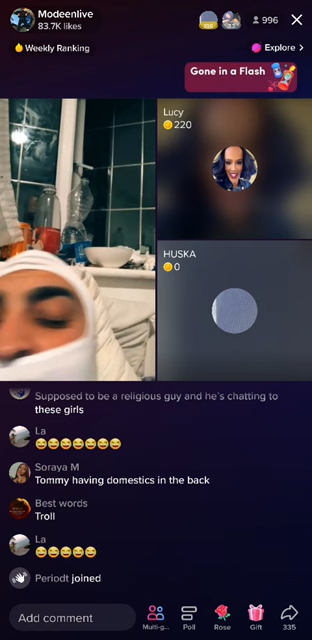 Modeenlive
83.7K likes
996
Weekly Ranking
Explore
Gone in a Flash
Lucy
220
HUSKA
0
Supposed to be a religious guy and he's chatting to
these girls
La
😂😂😂😂😂😂😂
Soraya M
Tommy having domestics in the back
Best words
Troll
La
😂😂😂😂😂
Periodt joined
Add comment
Multi-g...
Poll
Rose
Gift
335